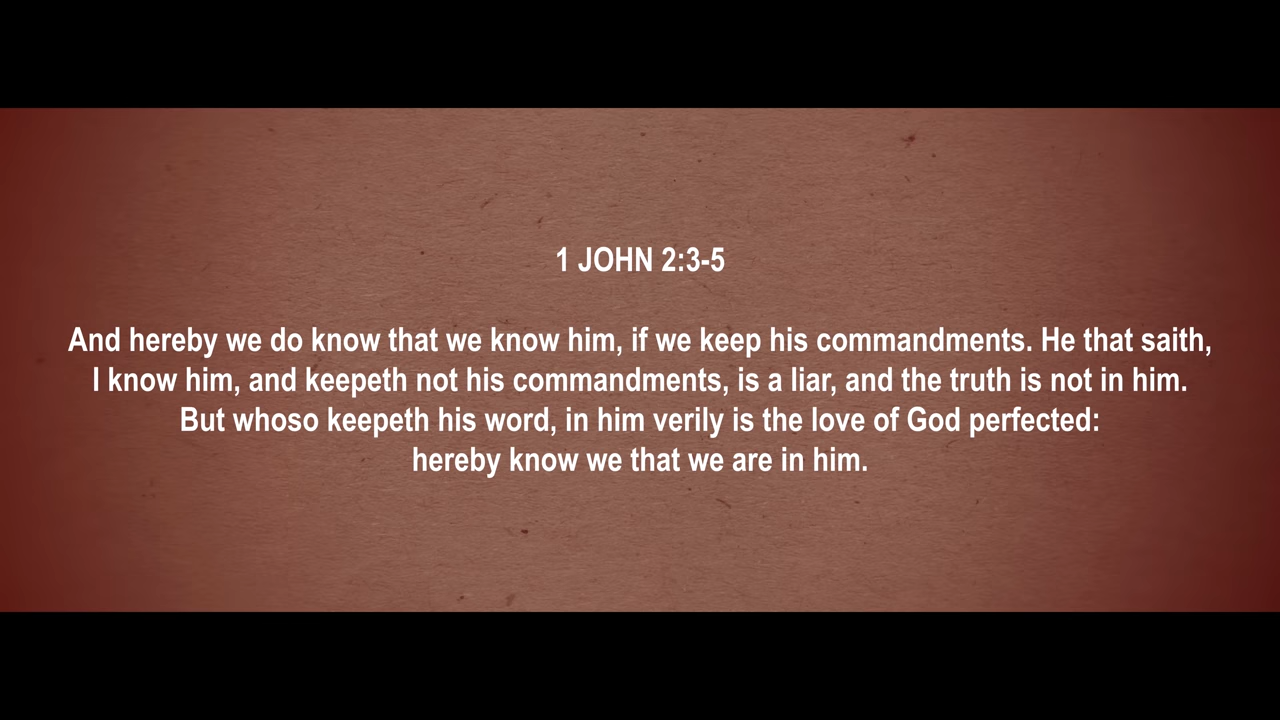 1 JOHN 2:3-5
And hereby we do know that we know him, if we keep his commandments. He that saith,
I know him, and keepeth not his commandments, is a liar, and the truth is not in him.
But whoso keepeth his word, in him verily is the love of God perfected:
hereby know we that we are in him.